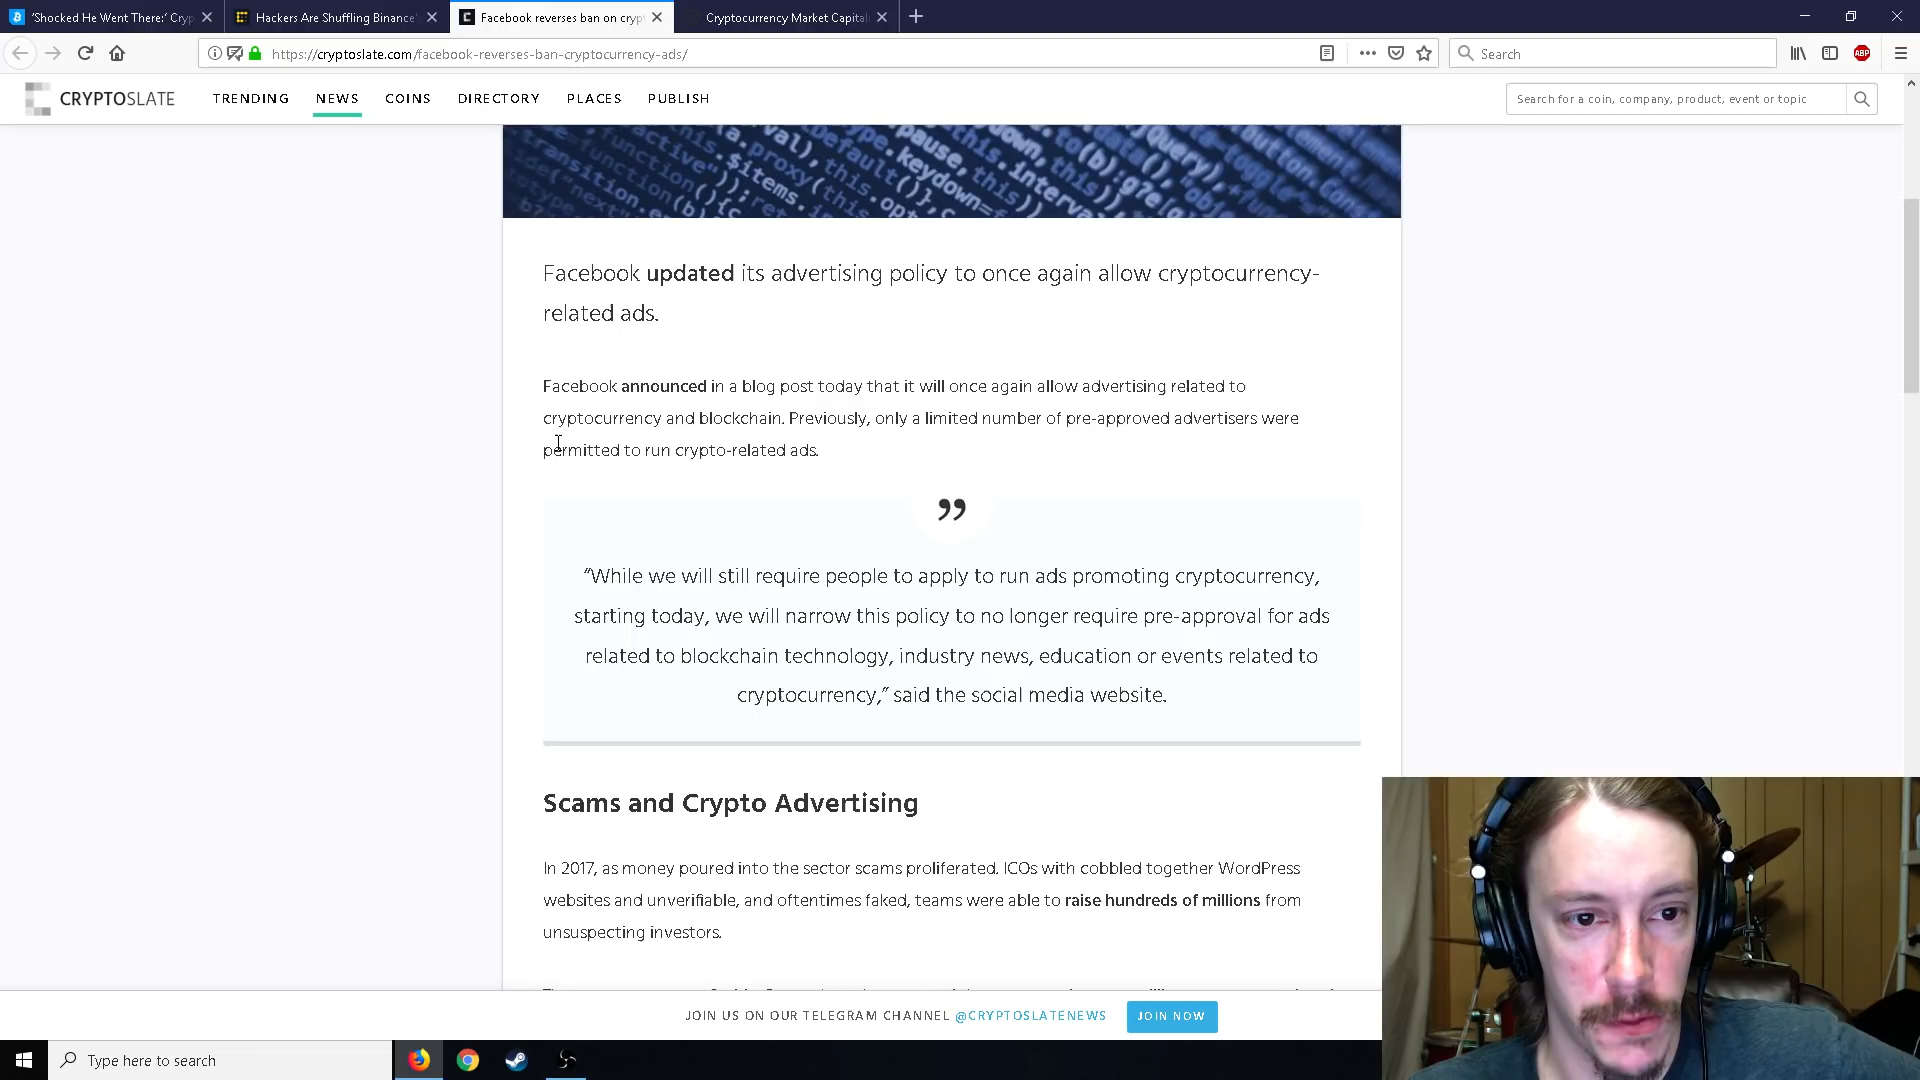 'Shocked He Went There:' Cryp
Hackers Are Shuffling Binance'
Facebook reverses ban on cryp
Cryptocurrency Market Capital
https://cryptoslate.com/facebook-reverses-ban-cryptocurrency-ads/
Search
ABP
CRYPTOSLATE
TRENDING NEWS COINS DIRECTORY PLACES PUBLISH
Search for a coin, company, product, event or topic
Facebook updated its advertising policy to once again allow cryptocurrency-
related ads.
Facebook announced in a blog post today that it will once again allow advertising related to
cryptocurrency and blockchain. Previously, only a limited number of pre-approved advertisers were
permitted to run crypto-related ads.
”
“While we will still require people to apply to run ads promoting cryptocurrency,
starting today, we will narrow this policy to no longer require pre-approval for ads
related to blockchain technology, industry news, education or events related to
cryptocurrency,” said the social media website.
Scams and Crypto Advertising
In 2017, as money poured into the sector scams proliferated. ICOs with cobbled together WordPress
websites and unverifiable, and oftentimes faked, teams were able to raise hundreds of millions from
unsuspecting investors.
JOIN US ON OUR TELEGRAM CHANNEL @CRYPTOSLATENEWS JOIN NOW
Type here to search